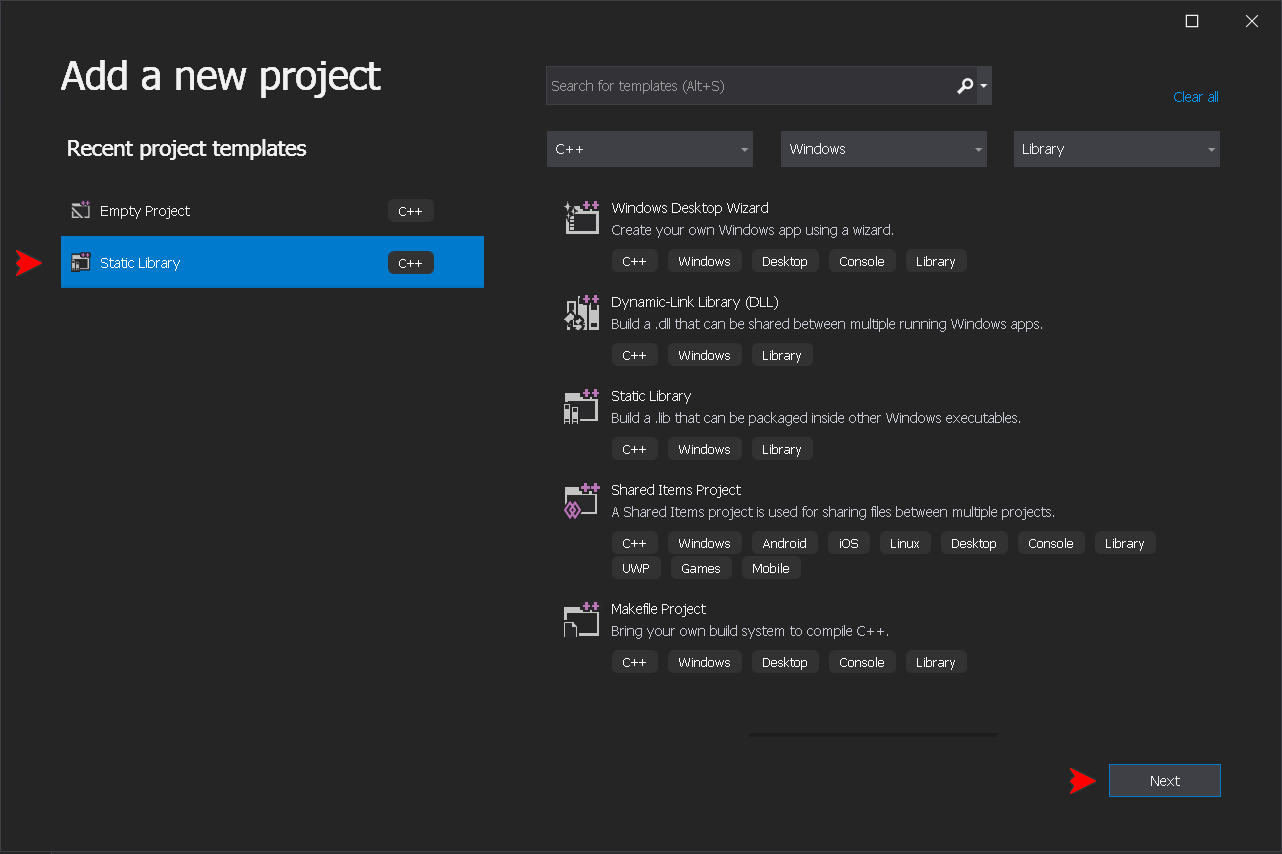 Add a new project
Search for templates (Alt+S)
Clear all
Recent project templates
C++
Windows
Library
Empty Project C++
Static Library C++
Windows Desktop Wizard
Create your own Windows app using a wizard.
C++ Windows Desktop Console Library
Dynamic-Link Library (DLL)
Build a .dll that can be shared between multiple running Windows apps.
C++ Windows Library
Static Library
Build a .lib that can be packaged inside other Windows executables.
C++ Windows Library
Shared Items Project
A Shared Items project is used for sharing files between multiple projects.
C++ Windows Android iOS Linux Desktop Console Library
UWP Games Mobile
Makefile Project
Bring your own build system to compile C++.
C++ Windows Desktop Console Library
Next